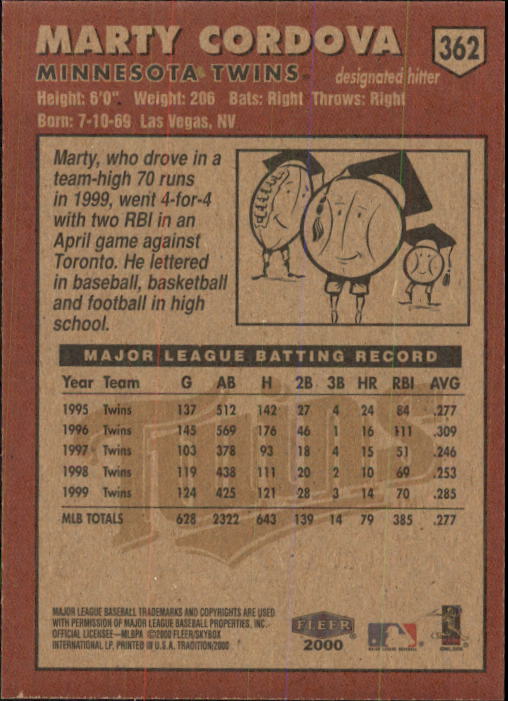 MARTY CORDOVA
362
MINNESOTA TWINS
designated hitter
Height: 6'0". Weight: 206 Bats: Right Throws: Right
Born: 7-10-69 Las Vegas, NV
Marty, who drove in a
team-high 70 runs
in 1999, went 4-for-4
with two RBI in an
April game against
Toronto. He lettered
in baseball, basketball
and football in high
school.
MAJOR LEAGUE BATTING RECORD
Year Team G AB H 2B 3B HR RBI AVG
1995 Twins 137 512 142 27 4 24 84 .277
1996 Twins 145 569 176 46 1 16 111 .309
1997 Twins 103 378 93 18 4 15 51 .246
1998 Twins 119 438 111 20 2 10 69 .253
1999 Twins 124 425 121 28 3 14 70 .285
MLB TOTALS 628 2322 643 139 14 79 385 .277
Twins
MAJOR LEAGUE BASEBALL TRADEMARKS AND COPYRIGHTS ARE USED
WITH PERMISSION OF MAJOR LEAGUE BASEBALL PROPERTIES, INC.
OFFICIAL LICENSEE—MLBPA ©2000 FLEER/SKYBOX
INTERNATIONAL LP, PRINTED IN U.S.A. TRADITION/2000
FLEER
2000
MAJOR LEAGUE BASEBALL